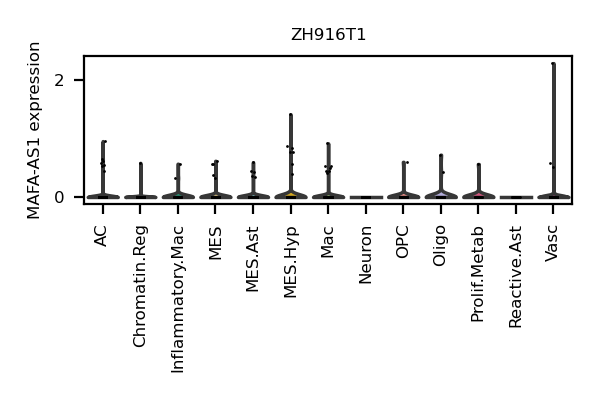 ZH916T1
MAFA-AS1 expression
2
0
AC
Chromatin.Reg
Inflammatory.Mac
MES
MES.Ast
MES.Hyp
Mac
Neuron
OPC
Oligo
Prolif.Metab
Reactive.Ast
Vasc